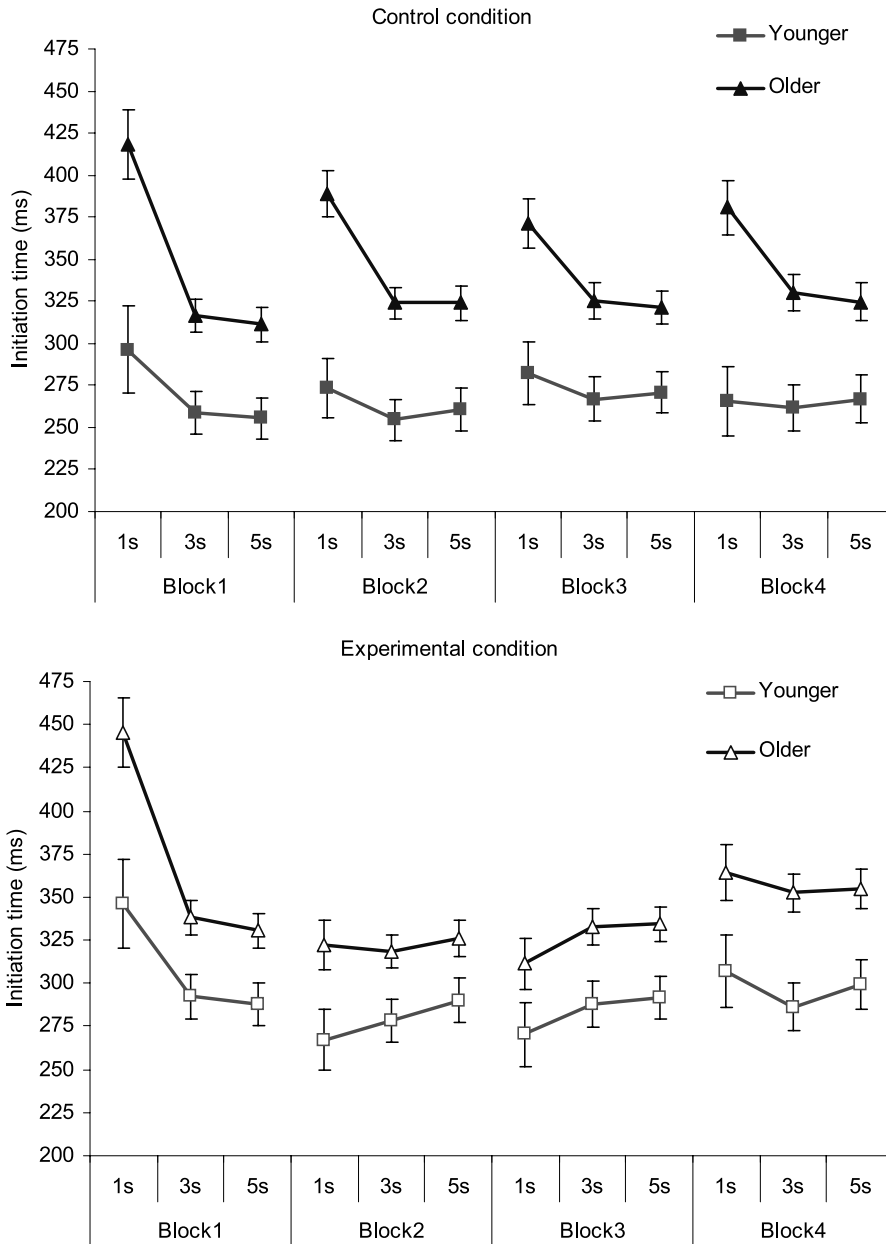 Control condition
Younger
Older
Initiation time (ms)
475
450
425
400
375
350
325
300
275
250
225
200
1s 3s 5s 1s 3s 5s 1s 3s 5s 1s 3s 5s
Block1 Block2 Block3 Block4
Experimental condition
Younger
Older
Initiation time (ms)
475
450
425
400
375
350
325
300
275
250
225
200
1s 3s 5s 1s 3s 5s 1s 3s 5s 1s 3s 5s
Block1 Block2 Block3 Block4